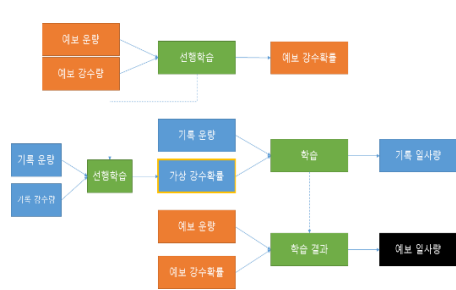 예보 운량
예보 강수량
선행학습
예보 강수확률
기록 운량
기록 강수량
선행학습
기록 운량
가상 강수확률
학습
기록 일사량
예보 운량
예보 강수확률
학습 결과
예보 일사량